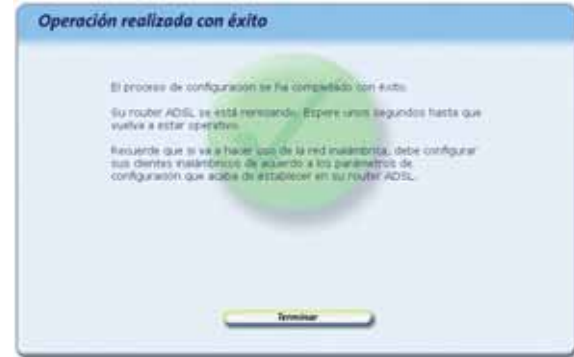 Operación realizada con éxito
El proceso de configuración se ha completado con éxito.
Su router ADSL se está reiniciando. Espere unos segundos hasta que
vuelva a estar operativo.
Recuerde que si va a hacer uso de la red inalámbrica, debe configurar
sus clientes inalámbricos de acuerdo a los parámetros de
configuración que acaba de establecer en su router ADSL.
Terminar